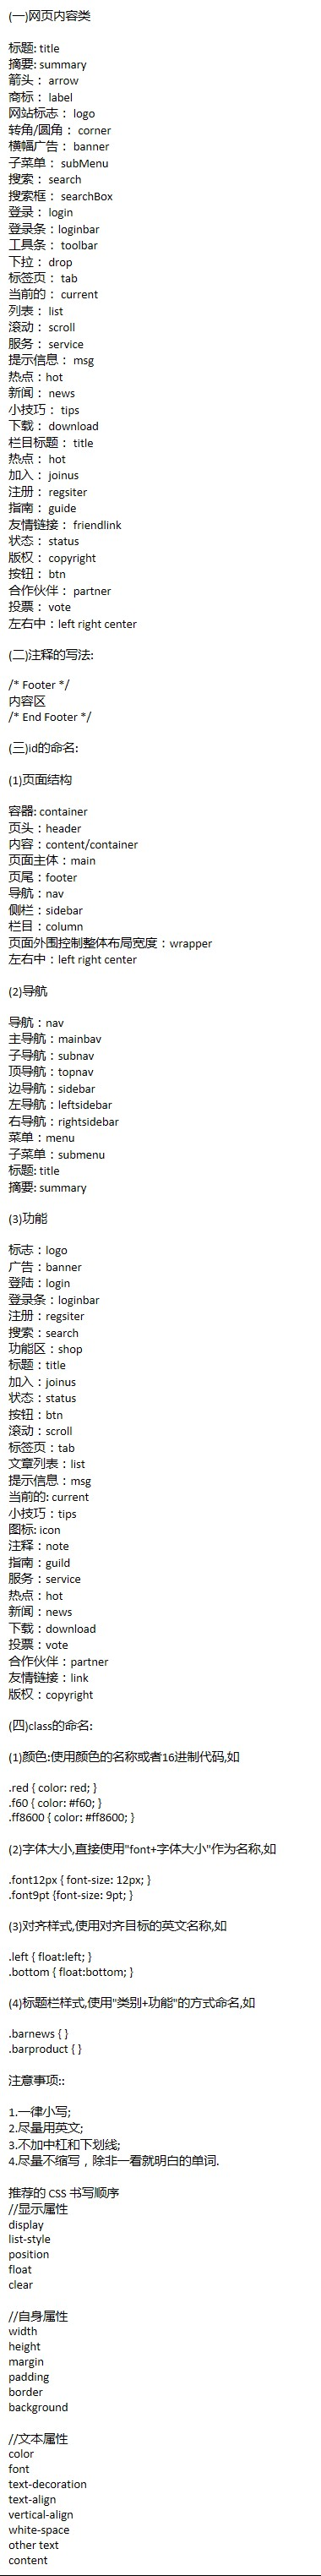 (一)网页内容类
标题: title
摘要: summary
箭头： arrow
商标： label
网站标志： logo
转角/圆角： corner
横幅广告： banner
子菜单： subMenu
搜索： search
搜索框： searchBox
登录： login
登录条：loginbar
工具条： toolbar
下拉： drop
标签页： tab
当前的： current
列表： list
滚动： scroll
服务： service
提示信息： msg
热点：hot
新闻： news
小技巧： tips
下载： download
栏目标题： title
热点： hot
加入： joinus
注册： regsiter
指南： guide
友情链接： friendlink
状态： status
版权： copyright
按钮： btn
合作伙伴： partner
投票： vote
左右中：left right center
(二)注释的写法:
/* Footer */
内容区
/* End Footer */
(三)id的命名:
(1)页面结构
容器: container
页头：header
内容：content/container
页面主体：main
页尾：footer
导航：nav
侧栏：sidebar
栏目：column
页面外围控制整体布局宽度：wrapper
左右中：left right center
(2)导航
导航：nav
主导航：mainbav
子导航：subnav
顶导航：topnav
边导航：sidebar
左导航：leftsidebar
右导航：rightsidebar
菜单：menu
子菜单：submenu
标题: title
摘要: summary
(3)功能
标志：logo
广告：banner
登陆：login
登录条：loginbar
注册：regsiter
搜索：search
功能区：shop
标题：title
加入：joinus
状态：status
按钮：btn
滚动：scroll
标签页：tab
文章列表：list
提示信息：msg
当前的: current
小技巧：tips
图标: icon
注释：note
指南：guild
服务：service
热点：hot
新闻：news
下载：download
投票：vote
合作伙伴：partner
友情链接：link
版权：copyright
(四)class的命名:
(1)颜色:使用颜色的名称或者16进制代码,如
.red { color: red; }
.f60 { color: #f60; }
.ff8600 { color: #ff8600; }
(2)字体大小,直接使用"font+字体大小"作为名称,如
.font12px { font-size: 12px; }
.font9pt {font-size: 9pt; }
(3)对齐样式,使用对齐目标的英文名称,如
.left { float:left; }
.bottom { float:bottom; }
(4)标题栏样式,使用"类别+功能"的方式命名,如
.barnews { }
.barproduct { }
注意事项::
1.一律小写;
2.尽量用英文;
3.不加中杠和下划线;
4.尽量不缩写，除非一看就明白的单词.
推荐的 CSS 书写顺序
//显示属性
display
list-style
position
float
clear
//自身属性
width
height
margin
padding
border
background
//文本属性
color
font
text-decoration
text-align
vertical-align
white-space
other text
content